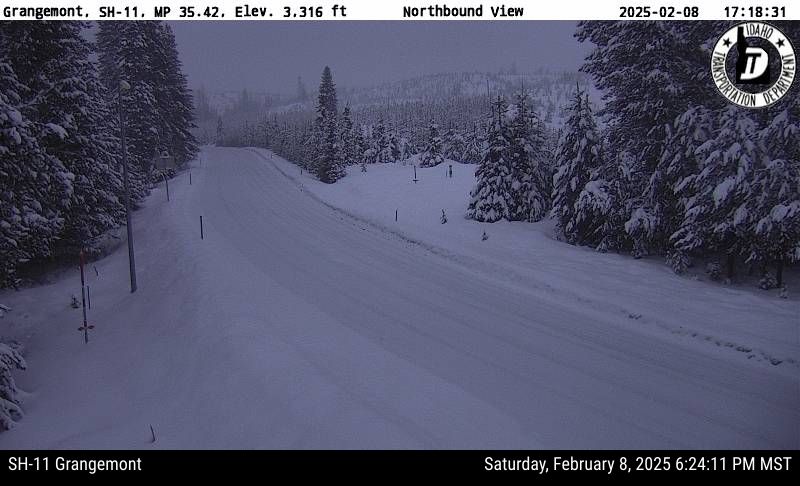 Grangemont, SH-11, MP 35.42, Elev. 3,316 ft Northbound View 2025-02-08 17:18:31
IDAHO
TRANSPORTATION DEPARTMENT
SH-11 Grangemont Saturday, February 8, 2025 6:24:11 PM MST